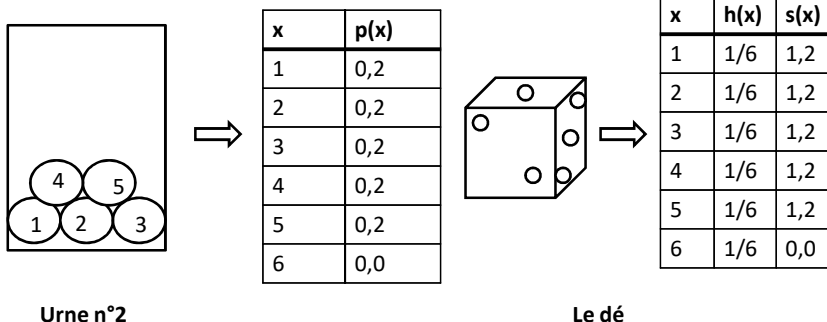 4 5
1 2 3
x p(x)
1 0,2
2 0,2
3 0,2
4 0,2
5 0,2
6 0,0
x h(x) s(x)
1 1/6 1,2
2 1/6 1,2
3 1/6 1,2
4 1/6 1,2
5 1/6 1,2
6 1/6 0,0
Urne n°2
Le dé